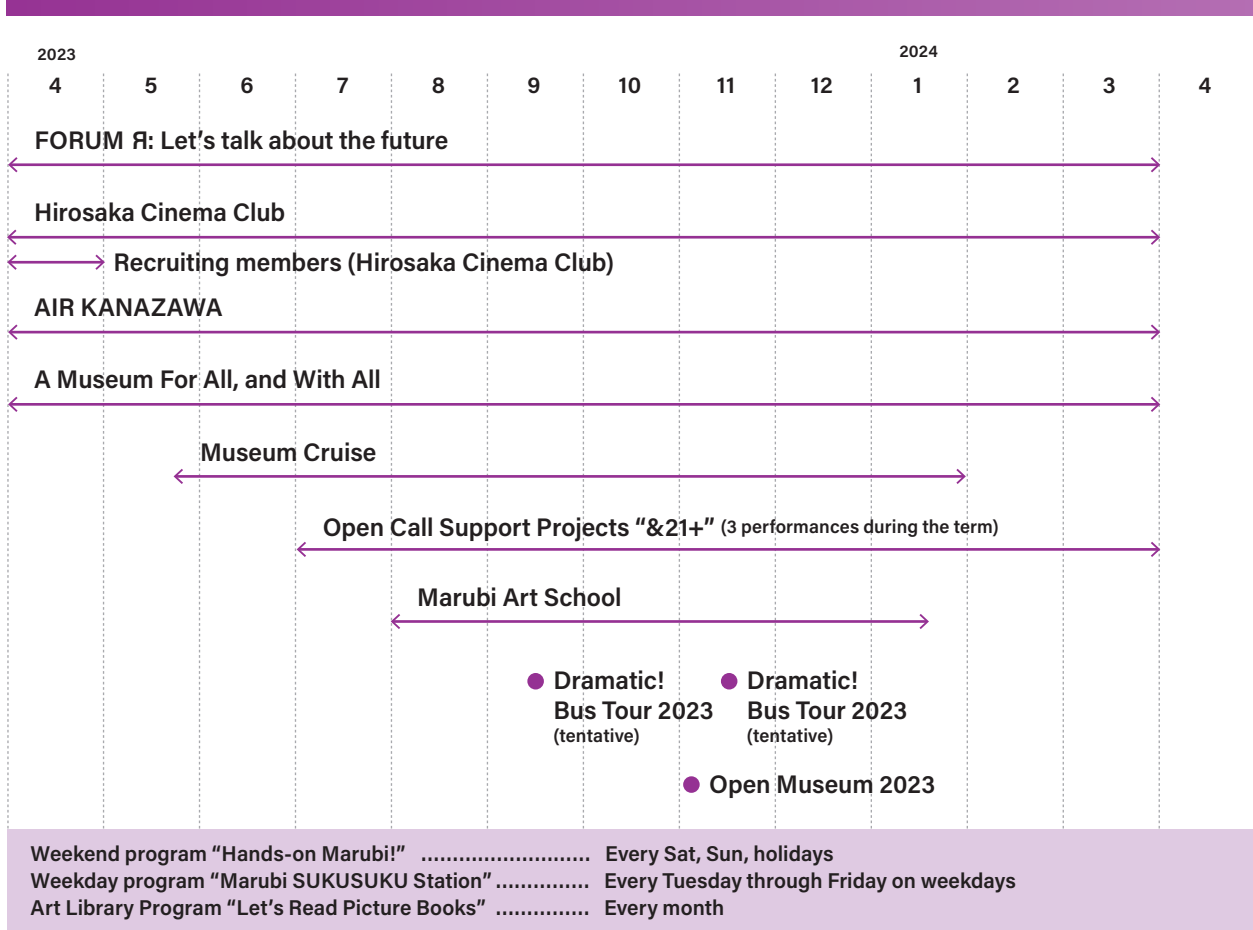 2023 2024
4 5 6 7 8 9 10 11 12 1 2 3 4
FORUM Я: Let’s talk about the future
Hirosaka Cinema Club
Recruiting members (Hirosaka Cinema Club)
AIR KANAZAWA
A Museum For All, and With All
Museum Cruise
Open Call Support Projects “&21+” (3 performances during the term)
Marubi Art School
Dramatic!
Bus Tour 2023
(tentative)
Dramatic!
Bus Tour 2023
(tentative)
Open Museum 2023
Weekend program “Hands-on Marubi!” ........................... Every Sat, Sun, holidays
Weekday program “Marubi SUKUSUKU Station” ............... Every Tuesday through Friday on weekdays
Art Library Program “Let’s Read Picture Books” ............... Every month